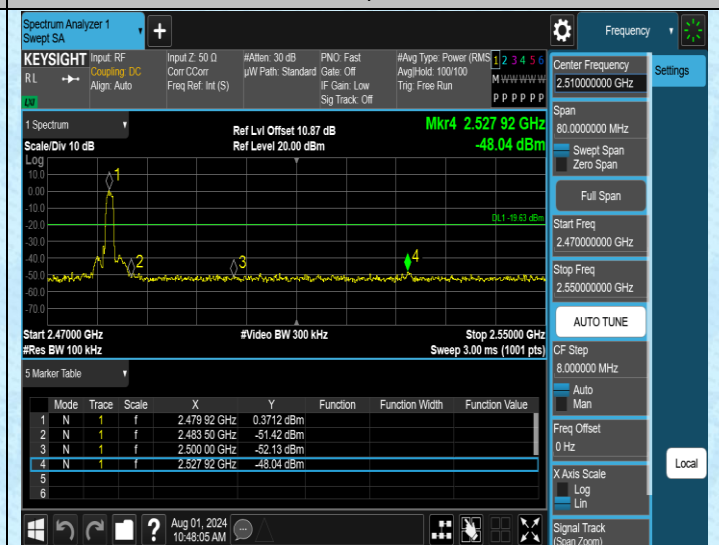 Spectrum Analyzer 1
Swept SA
+
Frequency
KEYSIGHT
RL
Input: RF
Coupling: DC
Align: Auto
Input Z: 50 Ω
Corr CCorr
Freq Ref: Int (S)
#Atten: 30 dB
µW Path: Standard
PNO: Fast
Gate: Off
IF Gain: Low
Sig Track: Off
#Avg Type: Power (RMS
Avg|Hold: 100/100
Trig: Free Run
1 2 3 4 5 6
M W W W W W
P P P P P P
Center Frequency
2.510000000 GHz
Settings
Span
80.0000000 MHz
Swept Span
Zero Span
Full Span
Start Freq
2.470000000 GHz
Stop Freq
2.550000000 GHz
AUTO TUNE
CF Step
8.000000 MHz
Auto
Man
Freq Offset
0 Hz
X Axis Scale
Log
Lin
Signal Track
(Span Zoom)
Local
1 Spectrum
Scale/Div 10 dB
Ref Lvl Offset 10.87 dB
Ref Level 20.00 dBm
Mkr4 2.527 92 GHz
-48.04 dBm
Log
10.0
0.00
-10.0
-20.0
-30.0
-40.0
-50.0
-60.0
-70.0
1
2
3
4
DL1 -19.63 dBm
Start 2.47000 GHz
#Video BW 300 kHz
Stop 2.55000 GHz
#Res BW 100 kHz
Sweep 3.00 ms (1001 pts)
5 Marker Table
Mode Trace Scale X Y Function Function Width Function Value
1 N 1 f 2.479 92 GHz 0.3712 dBm
2 N 1 f 2.483 50 GHz -51.42 dBm
3 N 1 f 2.500 00 GHz -52.13 dBm
4 N 1 f 2.527 92 GHz -48.04 dBm
5
6
?
Aug 01, 2024
10:48:05 AM